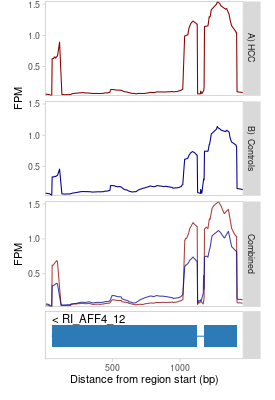 1.5
1.0
0.5
FPM
A) HCC
1.5
1.0
0.5
FPM
B) Controls
1.5
1.0
0.5
FPM
Combined
< RI_AFF4_12
500
1000
Distance from region start (bp)